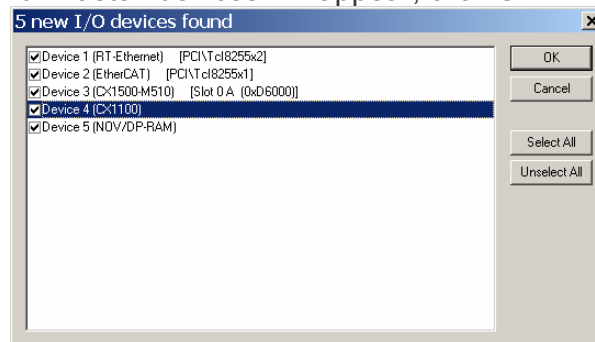 5 new I/O devices found
Device 1 (RT-Ethernet) [PCI\TcI8255x2]
Device 2 (EtherCAT) [PCI\TcI8255x1]
Device 3 (CX1500-M510) [Slot 0 A (0xD6000)]
Device 4 (CX1100)
Device 5 (NOV/DP-RAM)
OK
Cancel
Select All
Unselect All